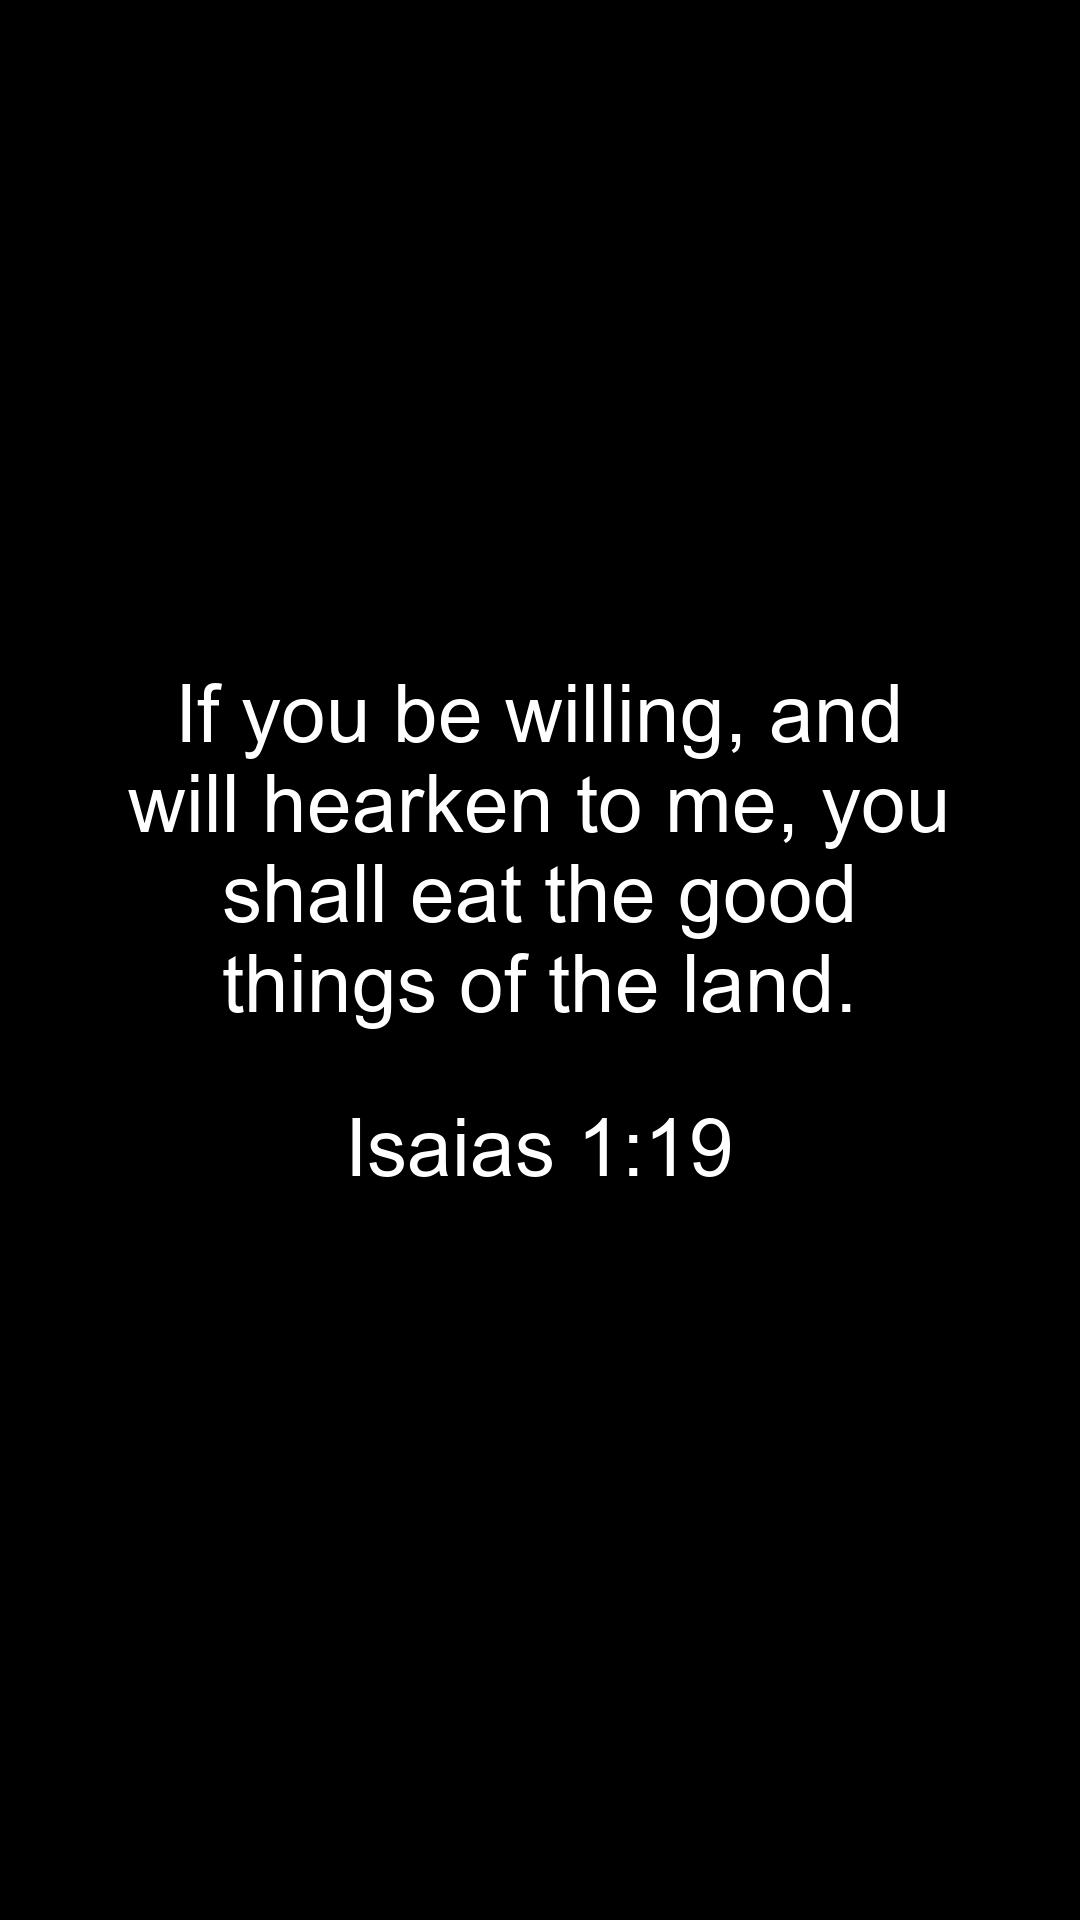 If you be willing, and
will hearken to me, you
shall eat the good
things of the land.
Isaias 1:19